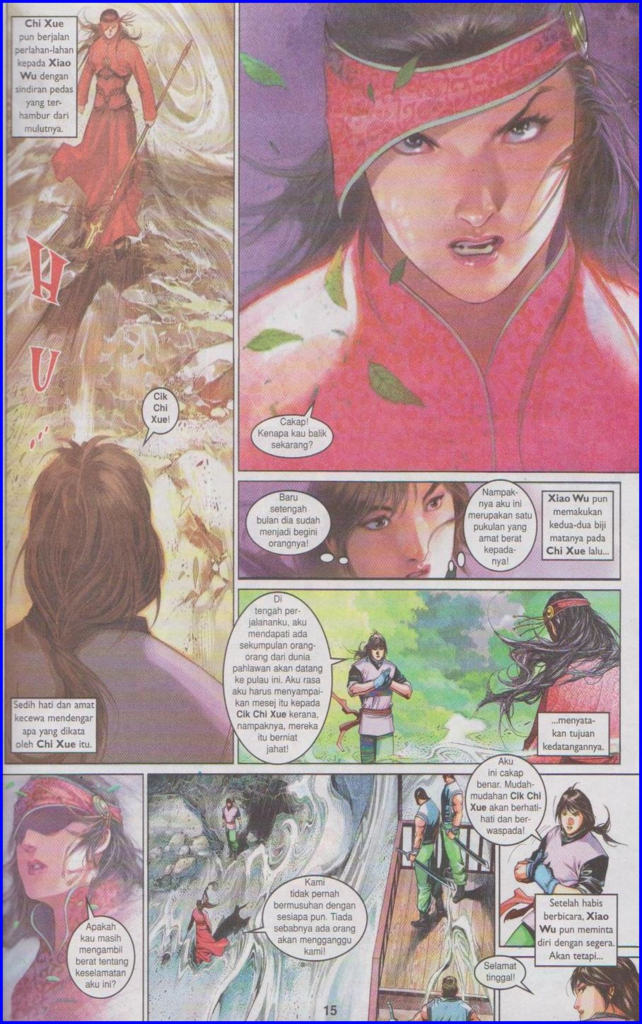 Chi Xue
pun berjalan
perlahan-lahan
kepada Xiao
Wu dengan
sindiran pedas
yang ter-
hambur dari
mulutnya.
H
U
...
Cik
Chi
Xue!
Sedih hati dan amat
kecewa mendengar
apa yang dikata
oleh Chi Xue itu.
Cakap!
Kenapa kau balik
sekarang?
Baru
setengah
bulan dia sudah
menjadi begini
orangnya!
Nampak-
nya aku ini
merupakan satu
pukulan yang
amat berat
kepada-
nya!
Xiao Wu pun
memakukan
kedua-dua biji
matanya pada
Chi Xue lalu...
Di
tengah per-
jalananku, aku
mendapati ada
sekumpulan orang-
orang dari dunia
pahlawan akan datang
ke pulau ini. Aku rasa
aku harus menyampai-
kan mesej itu kepada
Cik Chi Xue kerana,
nampaknya, mereka
itu berniat
jahat!
...menyata-
kan tujuan
kedatangannya.
Apakah
kau masih
mengambil
berat tentang
keselamatan
aku ini?
Kami
tidak pernah
bermusuhan dengan
sesiapa pun. Tiada
sebabnya ada orang
akan mengganggu
kami!
Aku
ini cakap
benar. Mudah-
mudahan Cik Chi
Xue akan berhati-
hati dan ber-
waspada!
Setelah habis
berbicara, Xiao
Wu pun meminta
diri dengan segera.
Akan tetapi...
Selamat
tinggal!
15